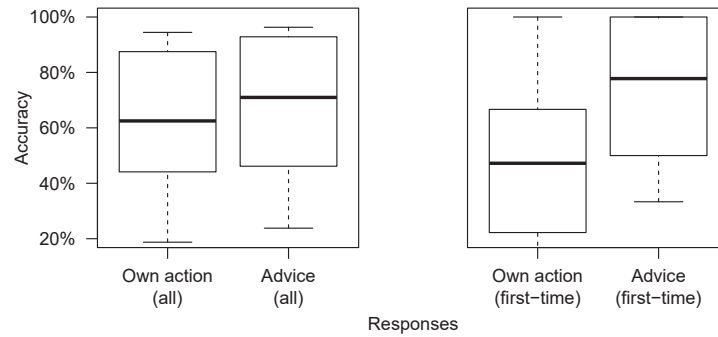 100%
80%
60%
40%
20%
Accuracy
Own action
(all)
Advice
(all)
Own action
(first−time)
Advice
(first−time)
Responses